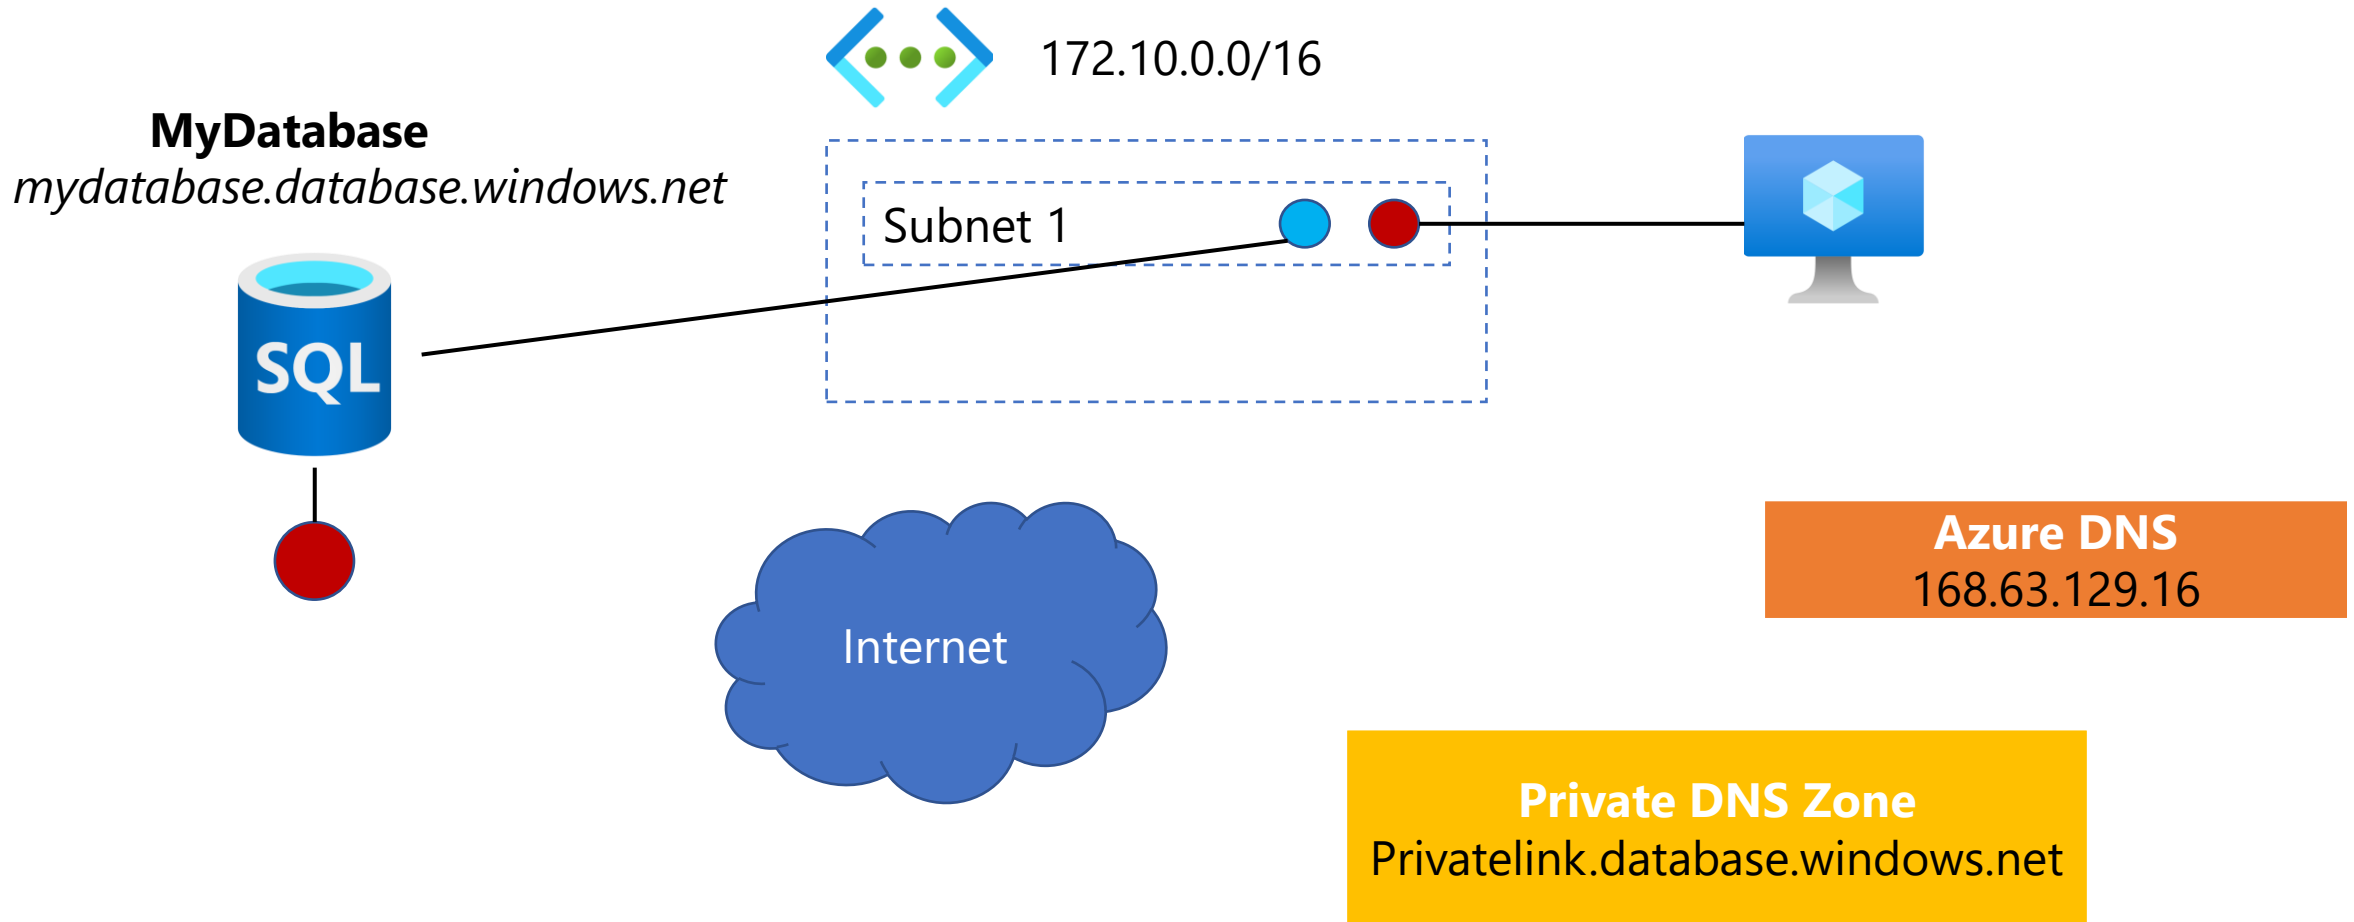 172.10.0.0/16
MyDatabase
mydatabase.database.windows.net
Subnet 1
SQL
Azure DNS
168.63.129.16
Internet
Private DNS Zone
Privatelink.database.windows.net